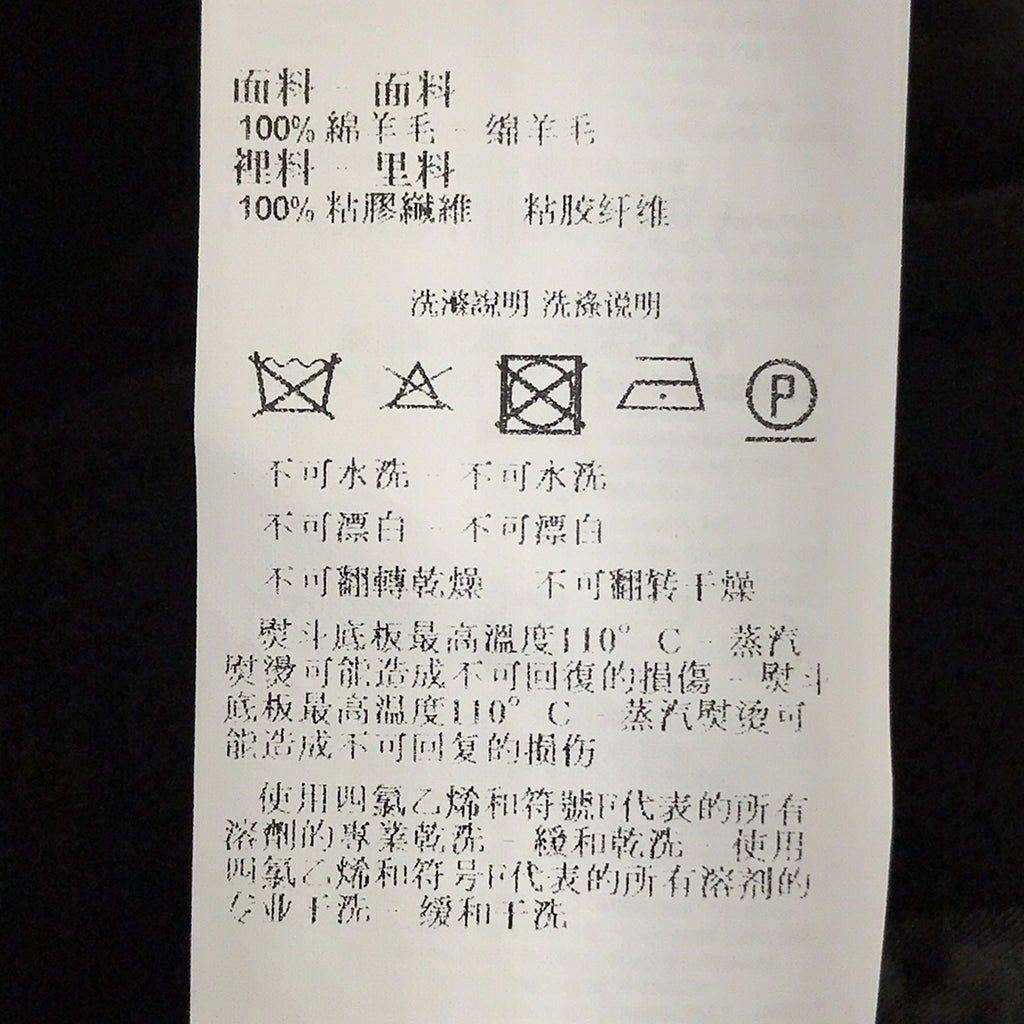 面料 - 面料
100% 綿羊毛 - 绵羊毛
裡料 - 里料
100% 粘膠纖維 粘胶纤维
洗滌說明 洗涤说明
P
不可水洗 - 不可水洗
不可漂白 - 不可漂白
不可翻轉乾燥 不可翻转干燥
熨斗底板最高溫度110° C - 蒸汽
熨燙可能造成不可回復的損傷 - 熨斗
底板最高温度110° C - 蒸汽熨烫可
能造成不可回复的损伤
使用四氯乙烯和符號F代表的所有
溶劑的專業乾洗 - 緩和乾洗 - 使用
四氯乙烯和符号F代表的所有溶剂的
专业干洗 - 缓和干洗